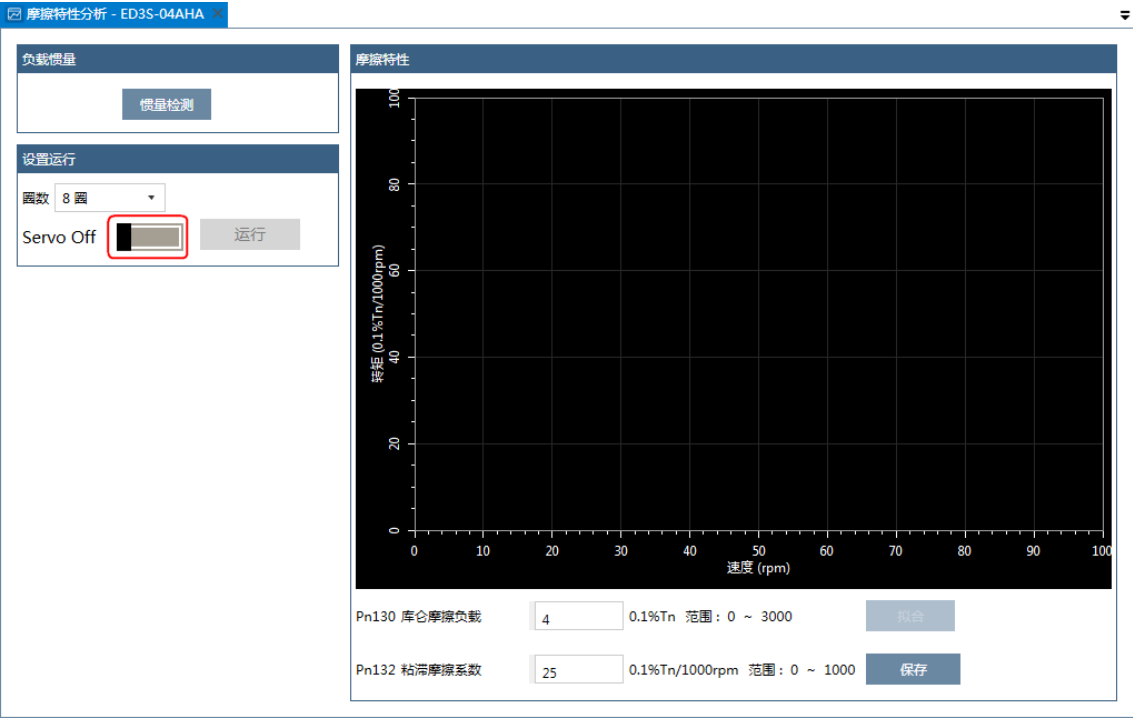 摩擦特性分析 - ED3S-04AHA
负载惯量
惯量检测
设置运行
圈数 8 圈
Servo Off 运行
摩擦特性
100
80
60
40
20
0
转矩 (0.1%Tn/1000rpm)
0 10 20 30 40 50 60 70 80 90 100
速度 (rpm)
Pn130 库仑摩擦负载 4 0.1%Tn 范围：0 ~ 3000 拟合
Pn132 粘滞摩擦系数 25 0.1%Tn/1000rpm 范围：0 ~ 1000 保存